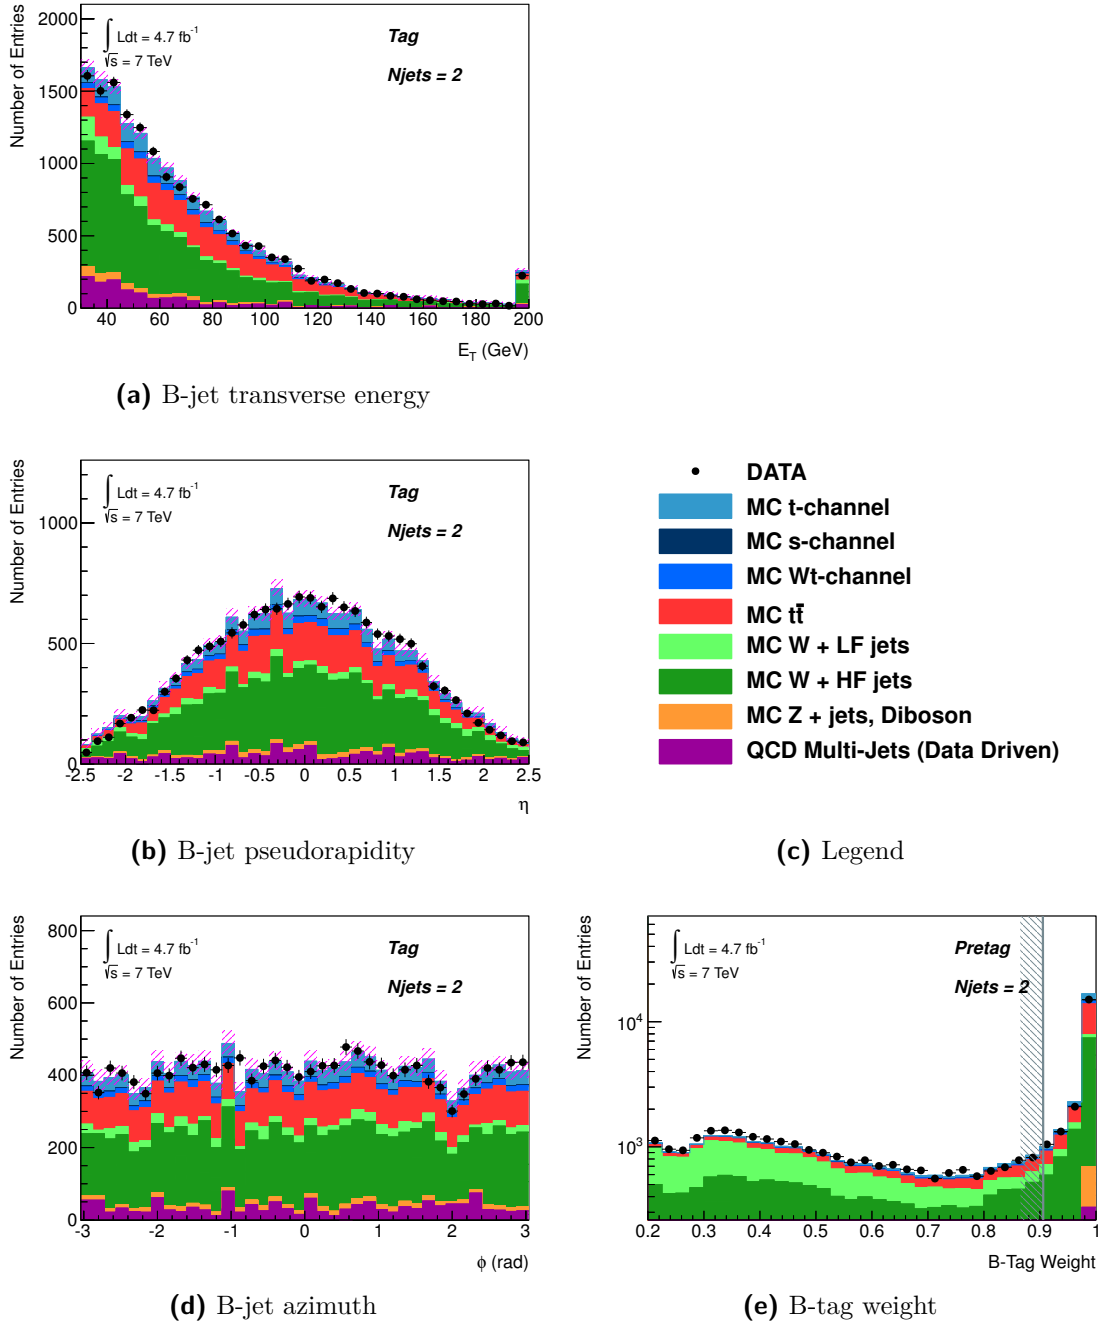 Number of Entries
2000
1500
1000
500
0
∫ Ldt = 4.7 fb⁻¹
√s = 7 TeV
Tag
Njets = 2
40 60 80 100 120 140 160 180 200
E_T (GeV)
(a) B-jet transverse energy
Number of Entries
1000
500
0
∫ Ldt = 4.7 fb⁻¹
√s = 7 TeV
Tag
Njets = 2
-2.5 -2 -1.5 -1 -0.5 0 0.5 1 1.5 2 2.5
η
(b) B-jet pseudorapidity
DATA
MC t-channel
MC s-channel
MC Wt-channel
MC tt̄
MC W + LF jets
MC W + HF jets
MC Z + jets, Diboson
QCD Multi-Jets (Data Driven)
(c) Legend
Number of Entries
800
600
400
200
0
∫ Ldt = 4.7 fb⁻¹
√s = 7 TeV
Tag
Njets = 2
-3 -2 -1 0 1 2 3
ϕ (rad)
(d) B-jet azimuth
Number of Entries
10⁴
10³
∫ Ldt = 4.7 fb⁻¹
√s = 7 TeV
Pretag
Njets = 2
0.2 0.3 0.4 0.5 0.6 0.7 0.8 0.9 1
B-Tag Weight
(e) B-tag weight